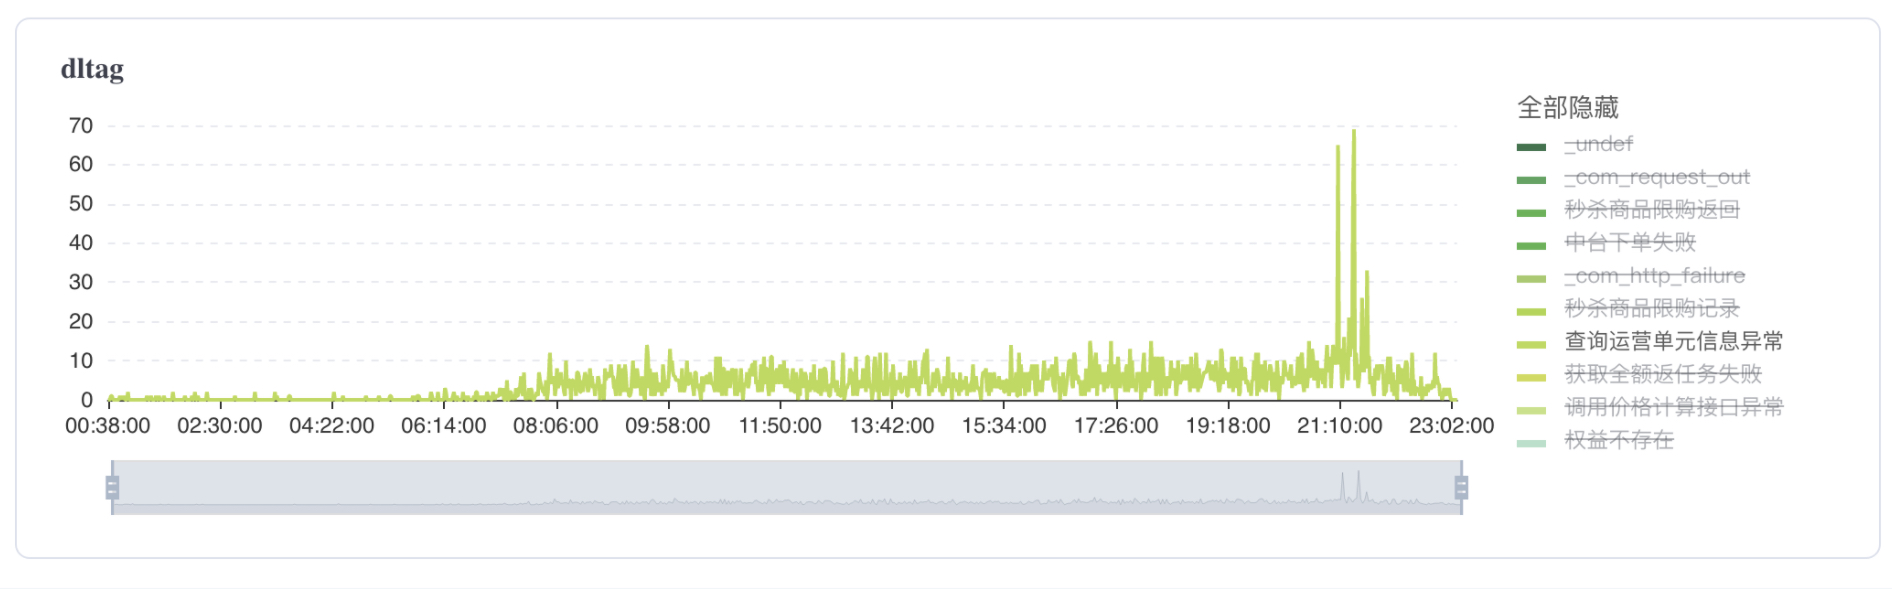 dltag
70
60
50
40
30
20
10
0
00:38:00 02:30:00 04:22:00 06:14:00 08:06:00 09:58:00 11:50:00 13:42:00 15:34:00 17:26:00 19:18:00 21:10:00 23:02:00
全部隐藏
_undef
_com_request_out
秒杀商品限购返回
中台下单失败
_com_http_failure
秒杀商品限购记录
查询运营单元信息异常
获取全额返任务失败
调用价格计算接口异常
权益不存在